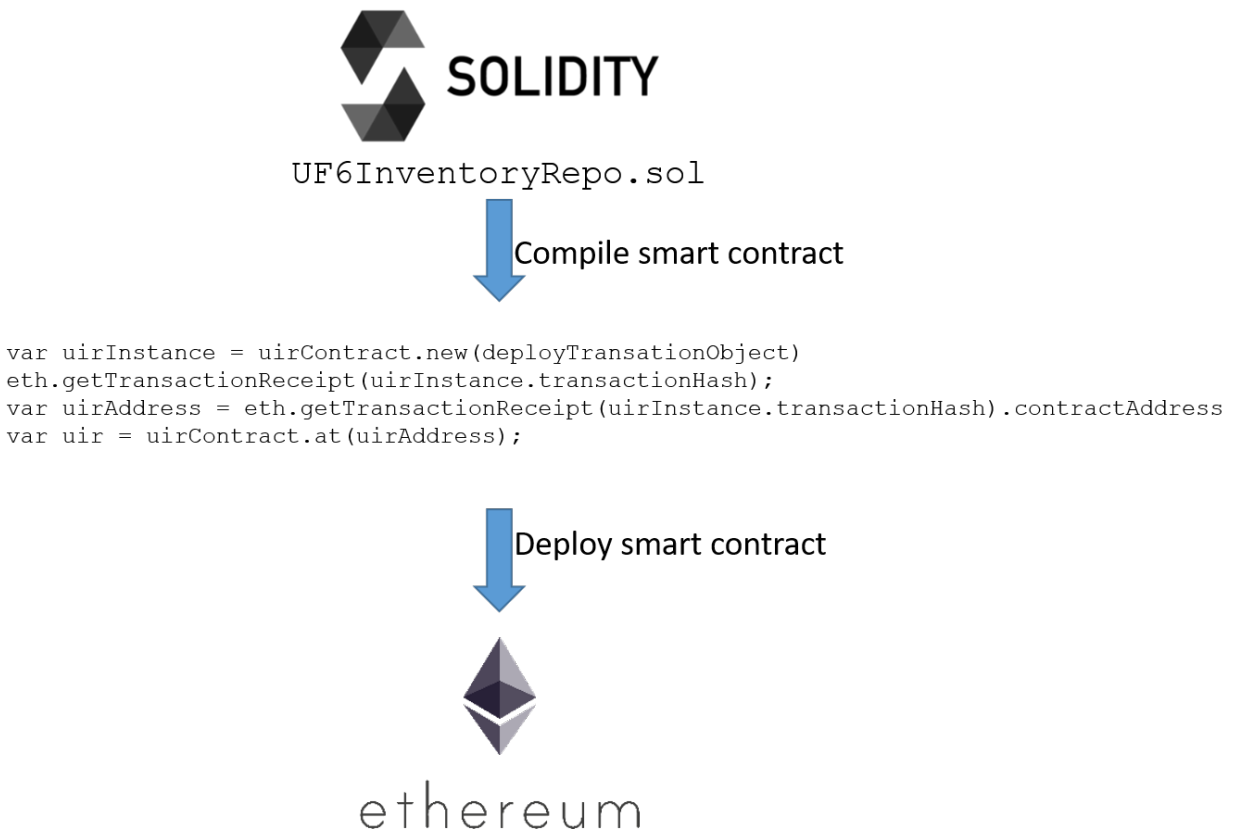 SOLIDITY
UF6InventoryRepo.sol
Compile smart contract
var uirInstance = uirContract.new(deployTransationObject)
eth.getTransactionReceipt(uirInstance.transactionHash);
var uirAddress = eth.getTransactionReceipt(uirInstance.transactionHash).contractAddress
var uir = uirContract.at(uirAddress);
Deploy smart contract
ethereum